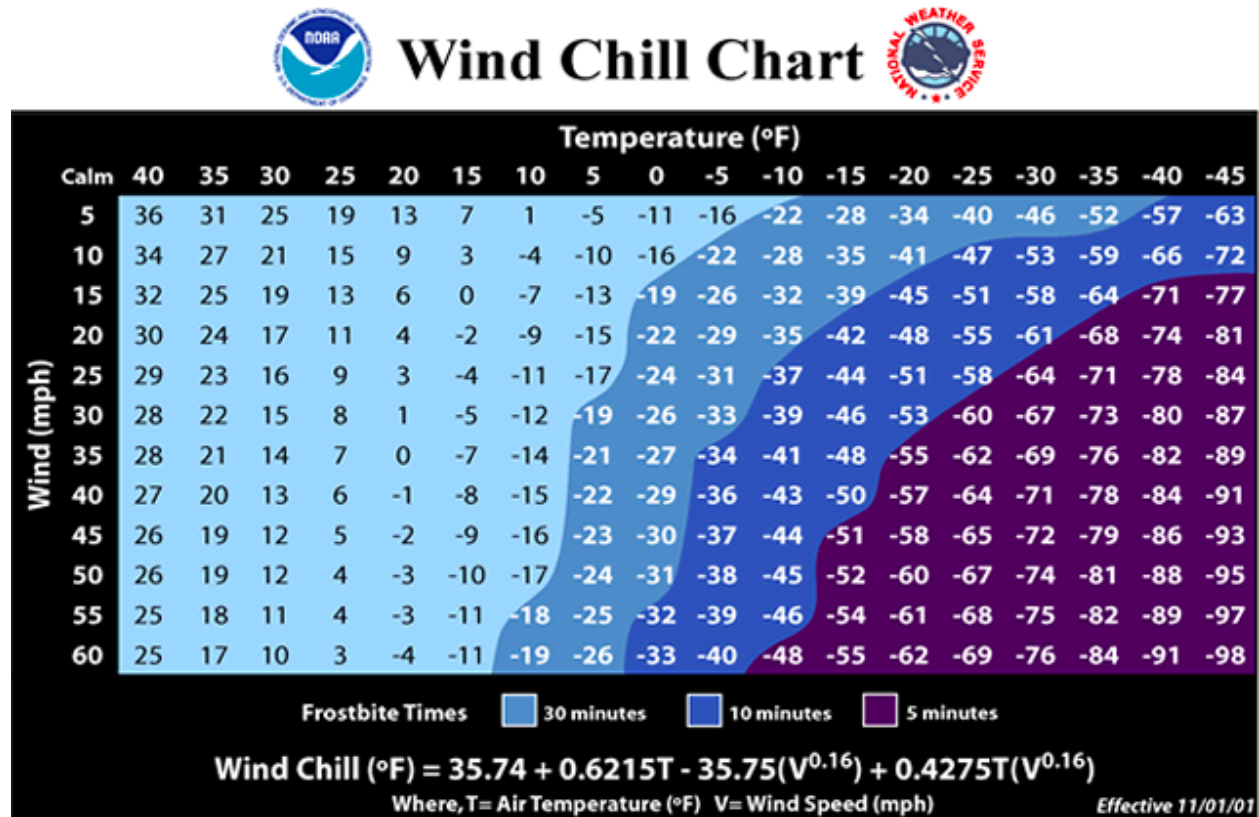 NOAA
NATIONAL OCEANIC AND ATMOSPHERIC ADMINISTRATION
U.S. DEPARTMENT OF COMMERCE
Wind Chill Chart
NATIONAL WEATHER SERVICE
Temperature (ºF)
Calm 40 35 30 25 20 15 10 5 0 -5 -10 -15 -20 -25 -30 -35 -40 -45
Wind (mph)
5 36 31 25 19 13 7 1 -5 -11 -16 -22 -28 -34 -40 -46 -52 -57 -63
10 34 27 21 15 9 3 -4 -10 -16 -22 -28 -35 -41 -47 -53 -59 -66 -72
15 32 25 19 13 6 0 -7 -13 -19 -26 -32 -39 -45 -51 -58 -64 -71 -77
20 30 24 17 11 4 -2 -9 -15 -22 -29 -35 -42 -48 -55 -61 -68 -74 -81
25 29 23 16 9 3 -4 -11 -17 -24 -31 -37 -44 -51 -58 -64 -71 -78 -84
30 28 22 15 8 1 -5 -12 -19 -26 -33 -39 -46 -53 -60 -67 -73 -80 -87
35 28 21 14 7 0 -7 -14 -21 -27 -34 -41 -48 -55 -62 -69 -76 -82 -89
40 27 20 13 6 -1 -8 -15 -22 -29 -36 -43 -50 -57 -64 -71 -78 -84 -91
45 26 19 12 5 -2 -9 -16 -23 -30 -37 -44 -51 -58 -65 -72 -79 -86 -93
50 26 19 12 4 -3 -10 -17 -24 -31 -38 -45 -52 -60 -67 -74 -81 -88 -95
55 25 18 11 4 -3 -11 -18 -25 -32 -39 -46 -54 -61 -68 -75 -82 -89 -97
60 25 17 10 3 -4 -11 -19 -26 -33 -40 -48 -55 -62 -69 -76 -84 -91 -98
Frostbite Times 30 minutes 10 minutes 5 minutes
Wind Chill (ºF) = 35.74 + 0.6215T - 35.75(V^0.16) + 0.4275T(V^0.16)
Where, T= Air Temperature (ºF) V= Wind Speed (mph) Effective 11/01/01